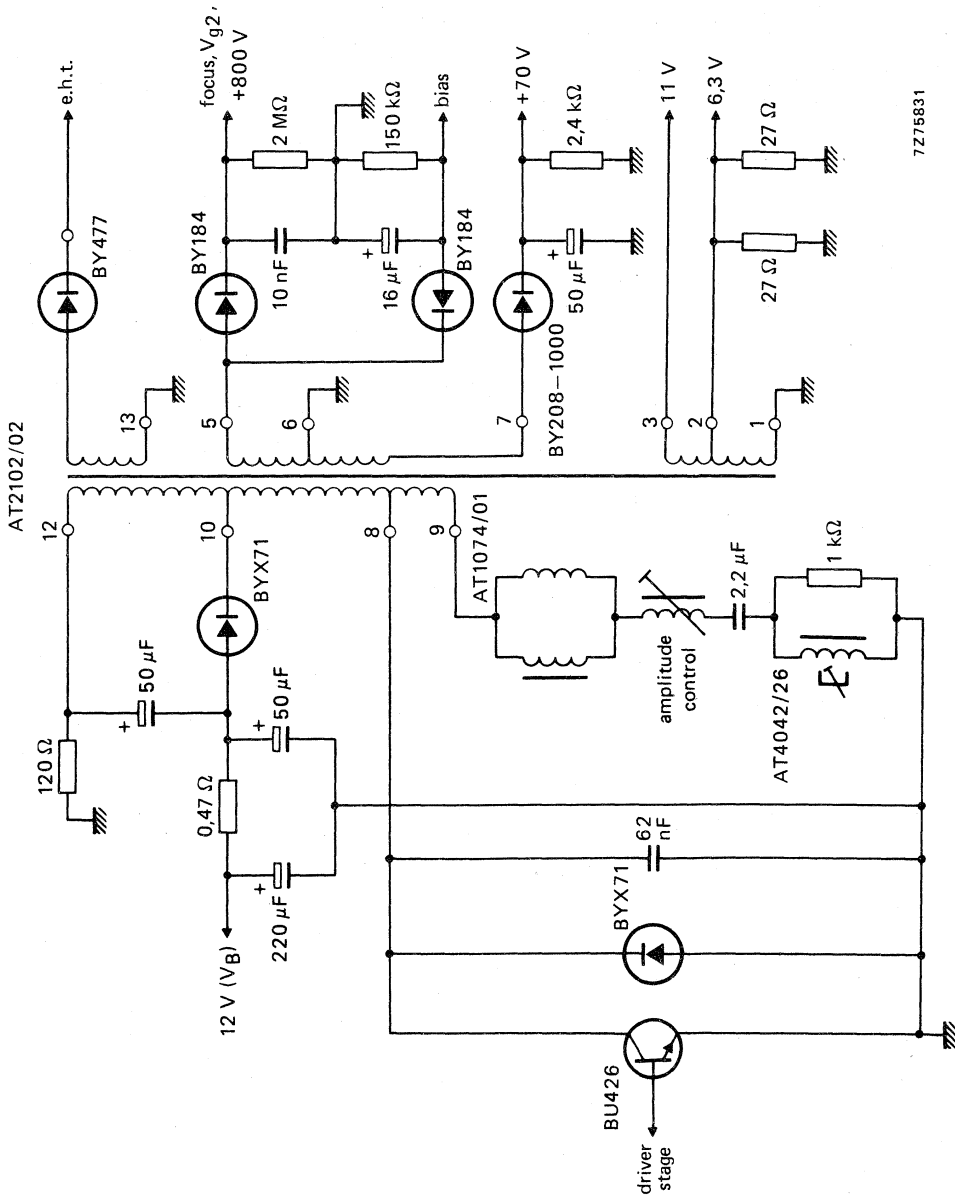 AT2102/02
e.h.t.
BY477
13
12
focus, Vg2,
+800 V
BY184
2 MΩ
10 nF
150 kΩ
+
16 µF
bias
BY184
5
6
7
+70 V
2,4 kΩ
+
50 µF
BY208–1000
3
2
1
11 V
6,3 V
27 Ω
27 Ω
120 Ω
+
50 µF
10
BYX71
0,47 Ω
+
50 µF
+
220 µF
12 V (VB)
8
9
AT1074/01
amplitude
control
2,2 µF
1 kΩ
AT4042/26
62
nF
BYX71
BU426
driver
stage
7Z75831